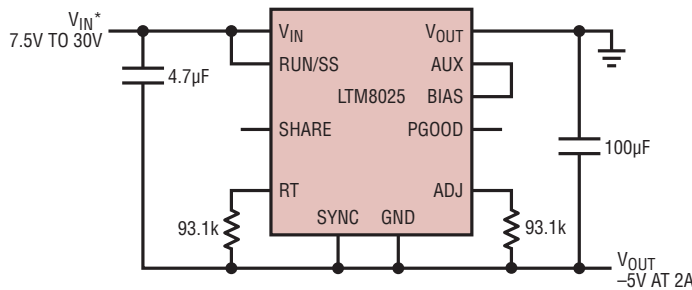 VIN*
7.5V TO 30V
4.7µF
VIN
RUN/SS
SHARE
RT
SYNC
GND
LTM8025
VOUT
AUX
BIAS
PGOOD
ADJ
93.1k
93.1k
100µF
VOUT
–5V AT 2A